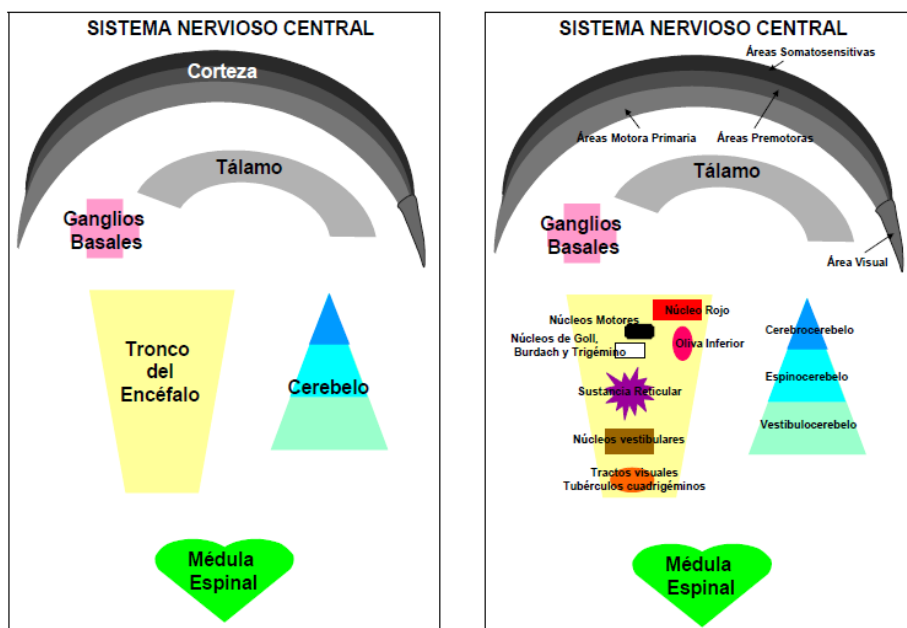 SISTEMA NERVIOSO CENTRAL
Corteza
Tálamo
Ganglios
Basales
Tronco
del
Encéfalo
Cerebelo
Médula
Espinal
SISTEMA NERVIOSO CENTRAL
Áreas Somatosensitivas
Áreas Motora Primaria
Áreas Premotoras
Tálamo
Ganglios
Basales
Área Visual
Núcleo Rojo
Núcleos Motores
Núcleos de Goll,
Burdach y Trigémino
Oliva Inferior
Sustancia Reticular
Núcleos vestibulares
Tractos visuales
Tubérculos cuadrigéminos
Cerebrocerebelo
Espinocerebelo
Vestibulocerebelo
Médula
Espinal